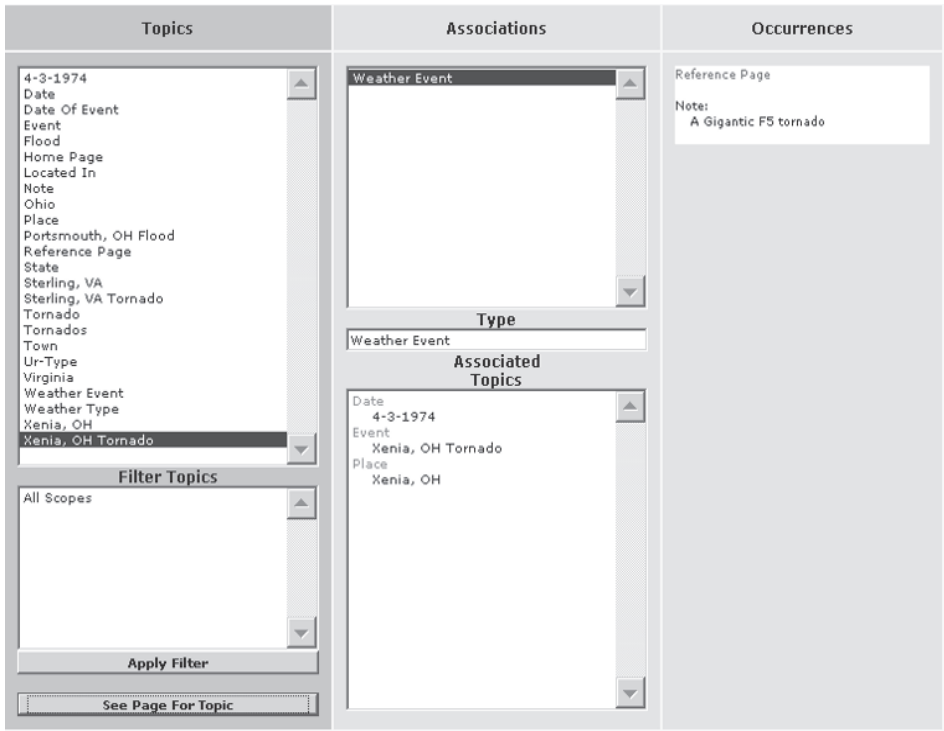 Topics
4-3-1974
Date
Date Of Event
Event
Flood
Home Page
Located In
Note
Ohio
Place
Portsmouth, OH Flood
Reference Page
State
Sterling, VA
Sterling, VA Tornado
Tornado
Tornados
Town
Ur-Type
Virginia
Weather Event
Weather Type
Xenia, OH
Xenia, OH Tornado
Filter Topics
All Scopes
Apply Filter
See Page For Topic
Associations
Weather Event
Type
Weather Event
Associated
Topics
Date
4-3-1974
Event
Xenia, OH Tornado
Place
Xenia, OH
Occurrences
Reference Page
Note:
A Gigantic F5 tornado